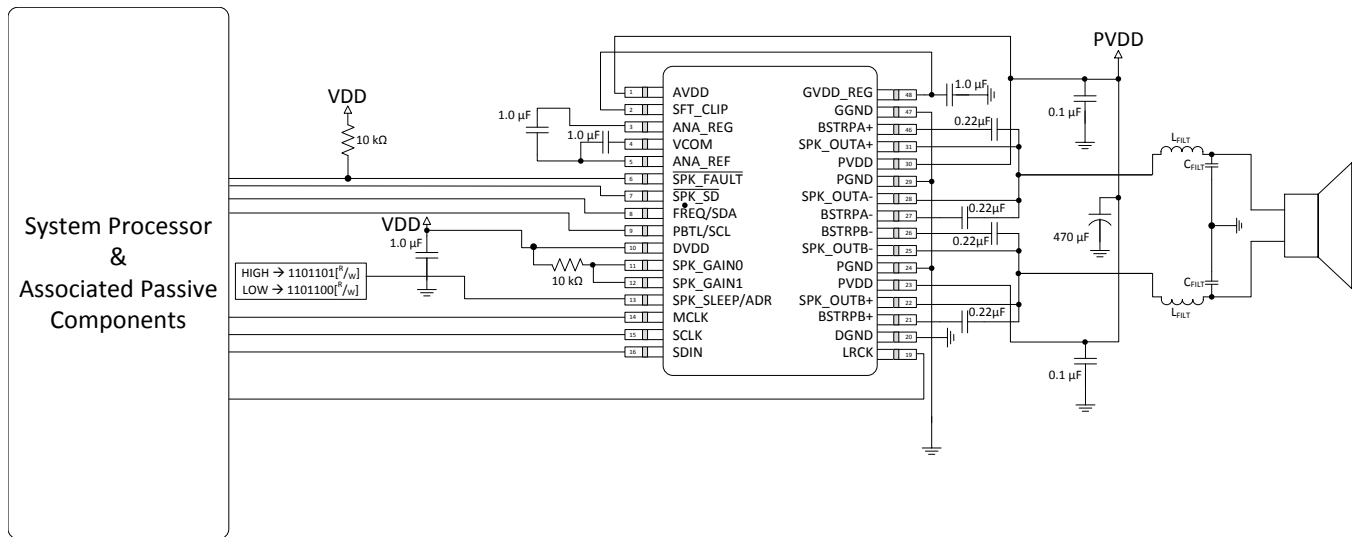 System Processor
&
Associated Passive
Components
VDD
10 kΩ
1.0 µF
1.0 µF
VDD
1.0 µF
10 kΩ
HIGH → 1101101[R/W]
LOW → 1101100[R/W]
1 AVDD
2 SFT_CLIP
3 ANA_REG
4 VCOM
5 ANA_REF
6 SPK_FAULT
7 SPK_SD
8 FREQ/SDA
9 PBTL/SCL
10 DVDD
11 SPK_GAIN0
12 SPK_GAIN1
13 SPK_SLEEP/ADR
14 MCLK
15 SCLK
16 SDIN
GVDD_REG 48
GGND 47
BSTRPA+ 46
SPK_OUTA+ 31
PVDD 30
PGND 29
SPK_OUTA- 28
BSTRPA- 27
BSTRPB- 26
SPK_OUTB- 25
PGND 24
PVDD 23
SPK_OUTB+ 22
BSTRPB+ 21
DGND 20
LRCK 19
1.0 µF
0.22µF
0.22µF
0.22µF
0.22µF
PVDD
0.1 µF
470 µF
0.1 µF
LFILT
CFILT
CFILT
LFILT